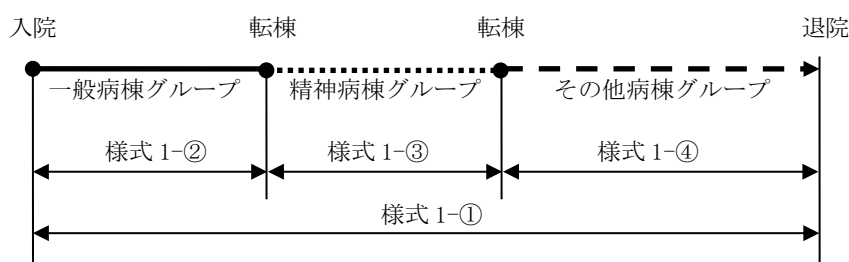 入院 転棟 転棟 退院
一般病棟グループ 精神病棟グループ その他病棟グループ
様式 1-② 様式 1-③ 様式 1-④
様式 1-①